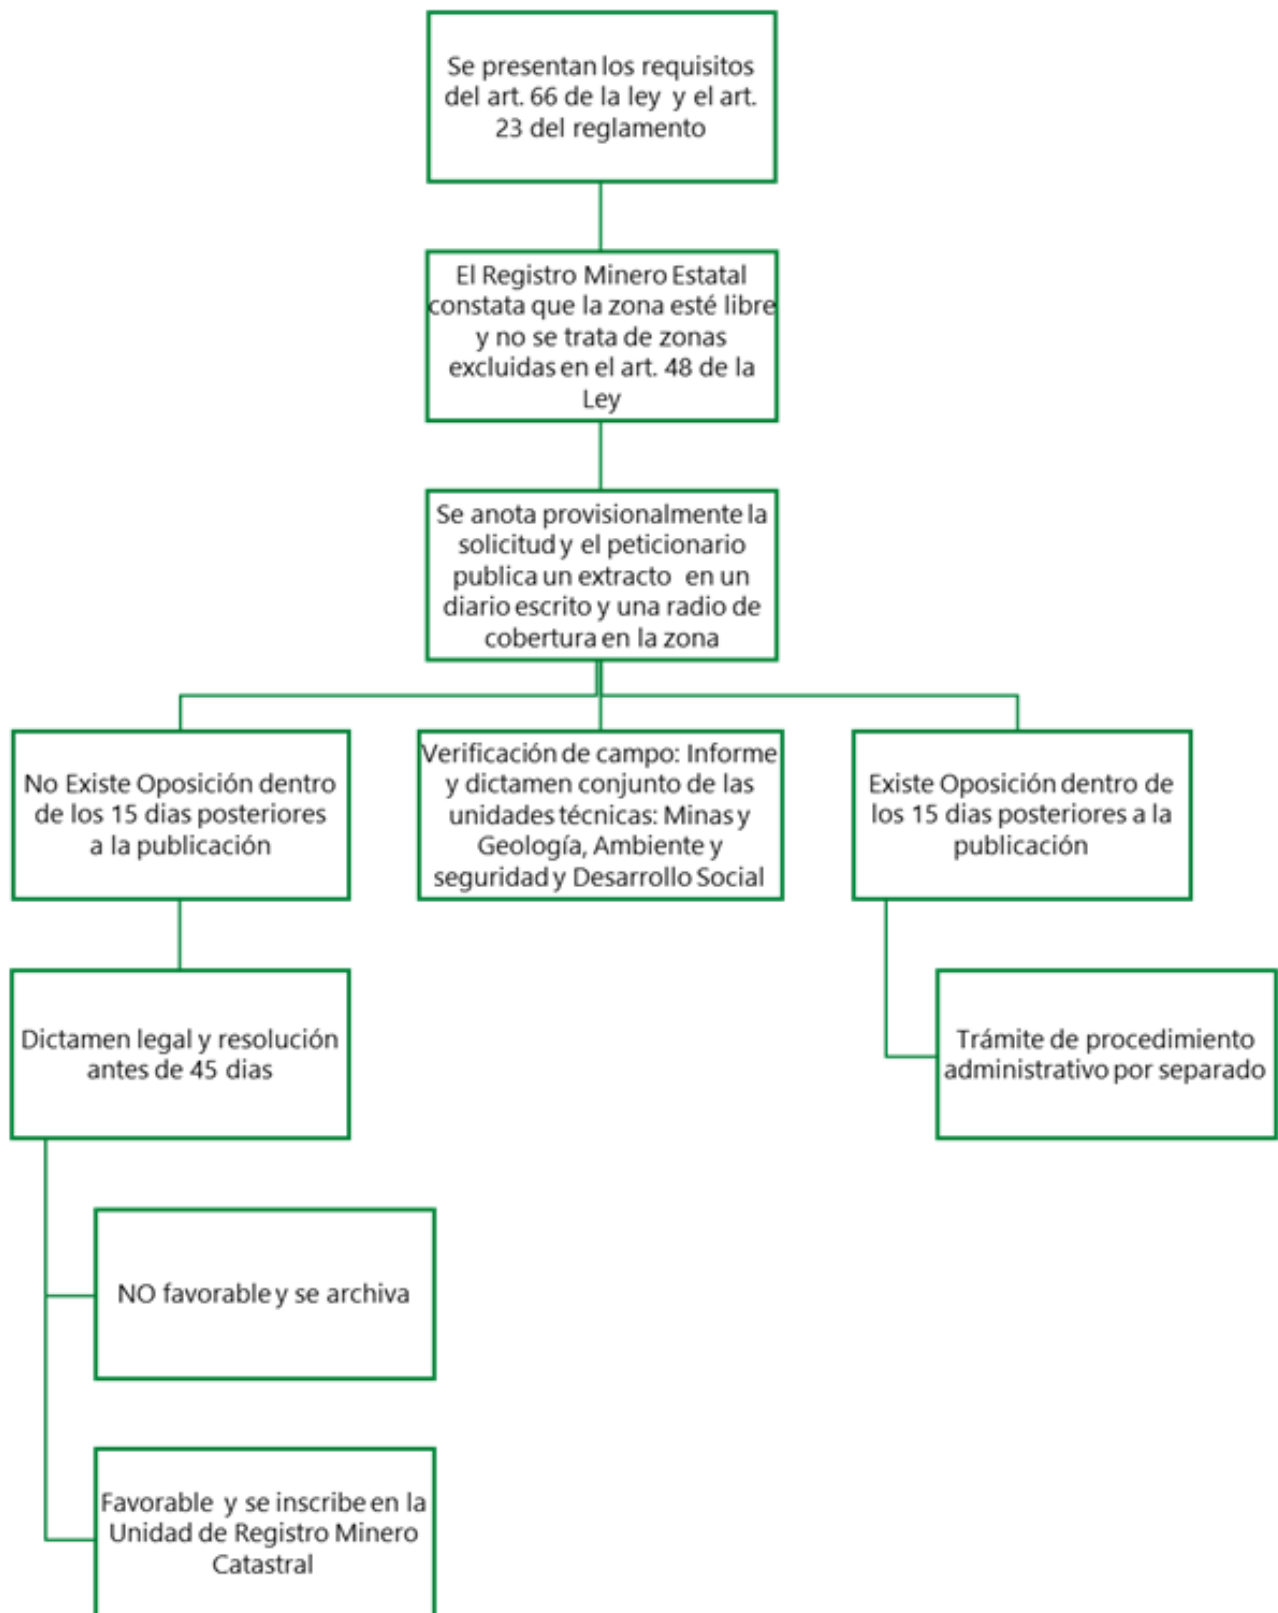 Se presentan los requisitos
del art. 66 de la ley y el art.
23 del reglamento
El Registro Minero Estatal
constata que la zona esté libre
y no se trata de zonas
excluidas en el art. 48 de la
Ley
Se anota provisionalmente la
solicitud y el peticionario
publica un extracto en un
diario escrito y una radio de
cobertura en la zona
No Existe Oposición dentro
de los 15 dias posteriores
a la publicación
Verificación de campo: Informe
y dictamen conjunto de las
unidades técnicas: Minas y
Geología, Ambiente y
seguridad y Desarrollo Social
Existe Oposición dentro de
los 15 dias posteriores a la
publicación
Dictamen legal y resolución
antes de 45 dias
Trámite de procedimiento
administrativo por separado
NO favorable y se archiva
Favorable y se inscribe en la
Unidad de Registro Minero
Catastral